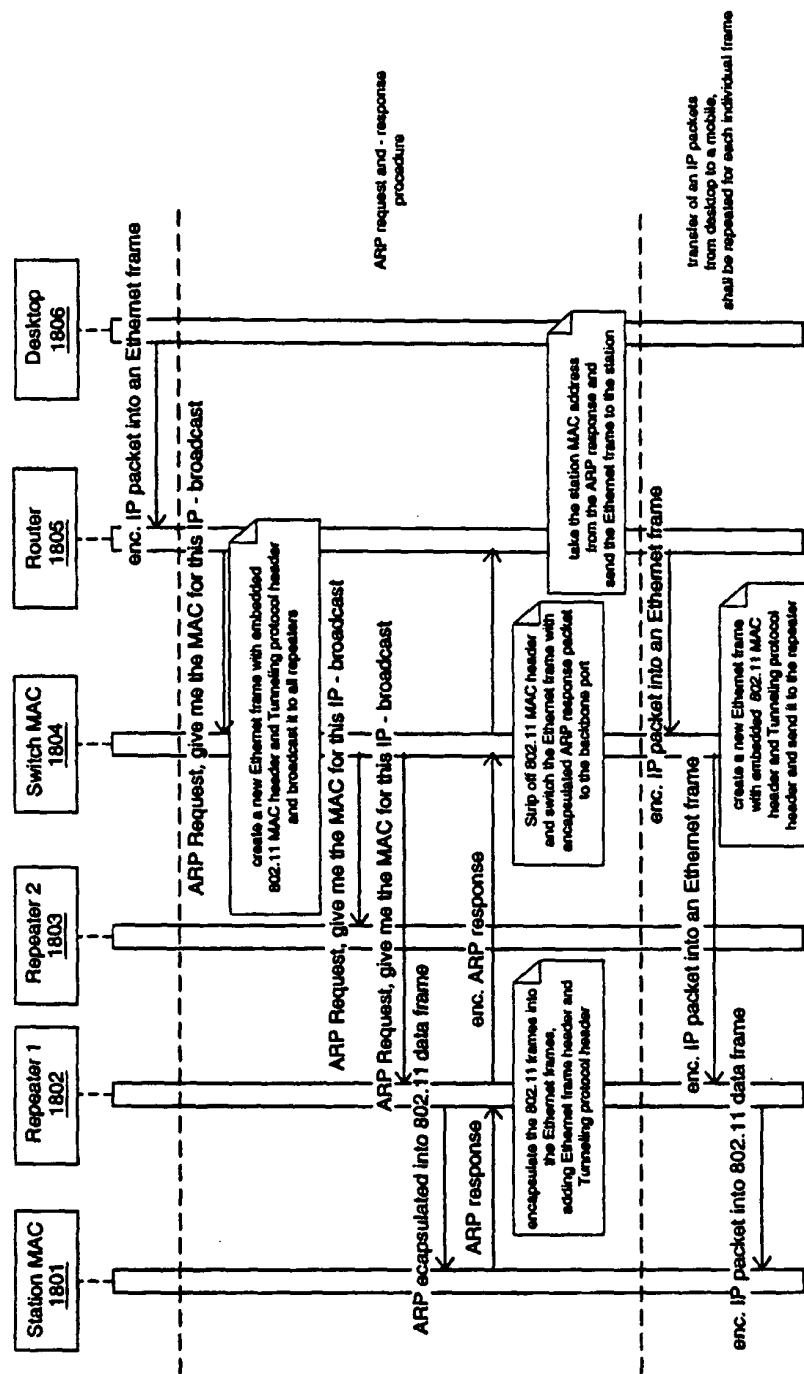 Station MAC
1801
Repeater 1
1802
Repeater 2
1803
Switch MAC
1804
Router
1805
Desktop
1806
enc. IP packet into an Ethernet frame
ARP Request, give me the MAC for this IP - broadcast
create a new Ethernet frame with embedded
802.11 MAC header and Tunneling protocol header
and broadcast it to all repeaters
ARP Request, give me the MAC for this IP - broadcast
ARP Request, give me the MAC for this IP - broadcast
ARP ecapsulated into 802.11 data frame
ARP response
enc. ARP response
encapsulate the 802.11 frames into
the Ethernet frames,
adding Ethernet frame header and
Tunneling protocol header
Strip off 802.11 MAC header
and switch the Ethernet frame with
encapsulated ARP response packet
to the backbone port
take the station MAC address
from the ARP response and
send the Ethernet frame to the station
ARP request and - response
procedure
enc. IP packet into an Ethernet frame
enc. IP packet into an Ethernet frame
create a new Ethernet frame
with embedded 802.11 MAC
header and Tunneling protocol
header and send it to the repeater
enc. IP packet into 802.11 data frame
transfer of an IP packets
from desktop to a mobile,
shall be repeated for each individual frame